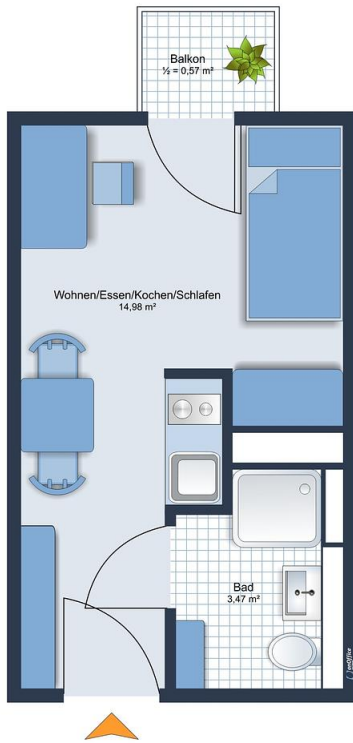 Balkon
½ = 0,57 m²
Wohnen/Essen/Kochen/Schlafen
14,98 m²
Bad
3,47 m²